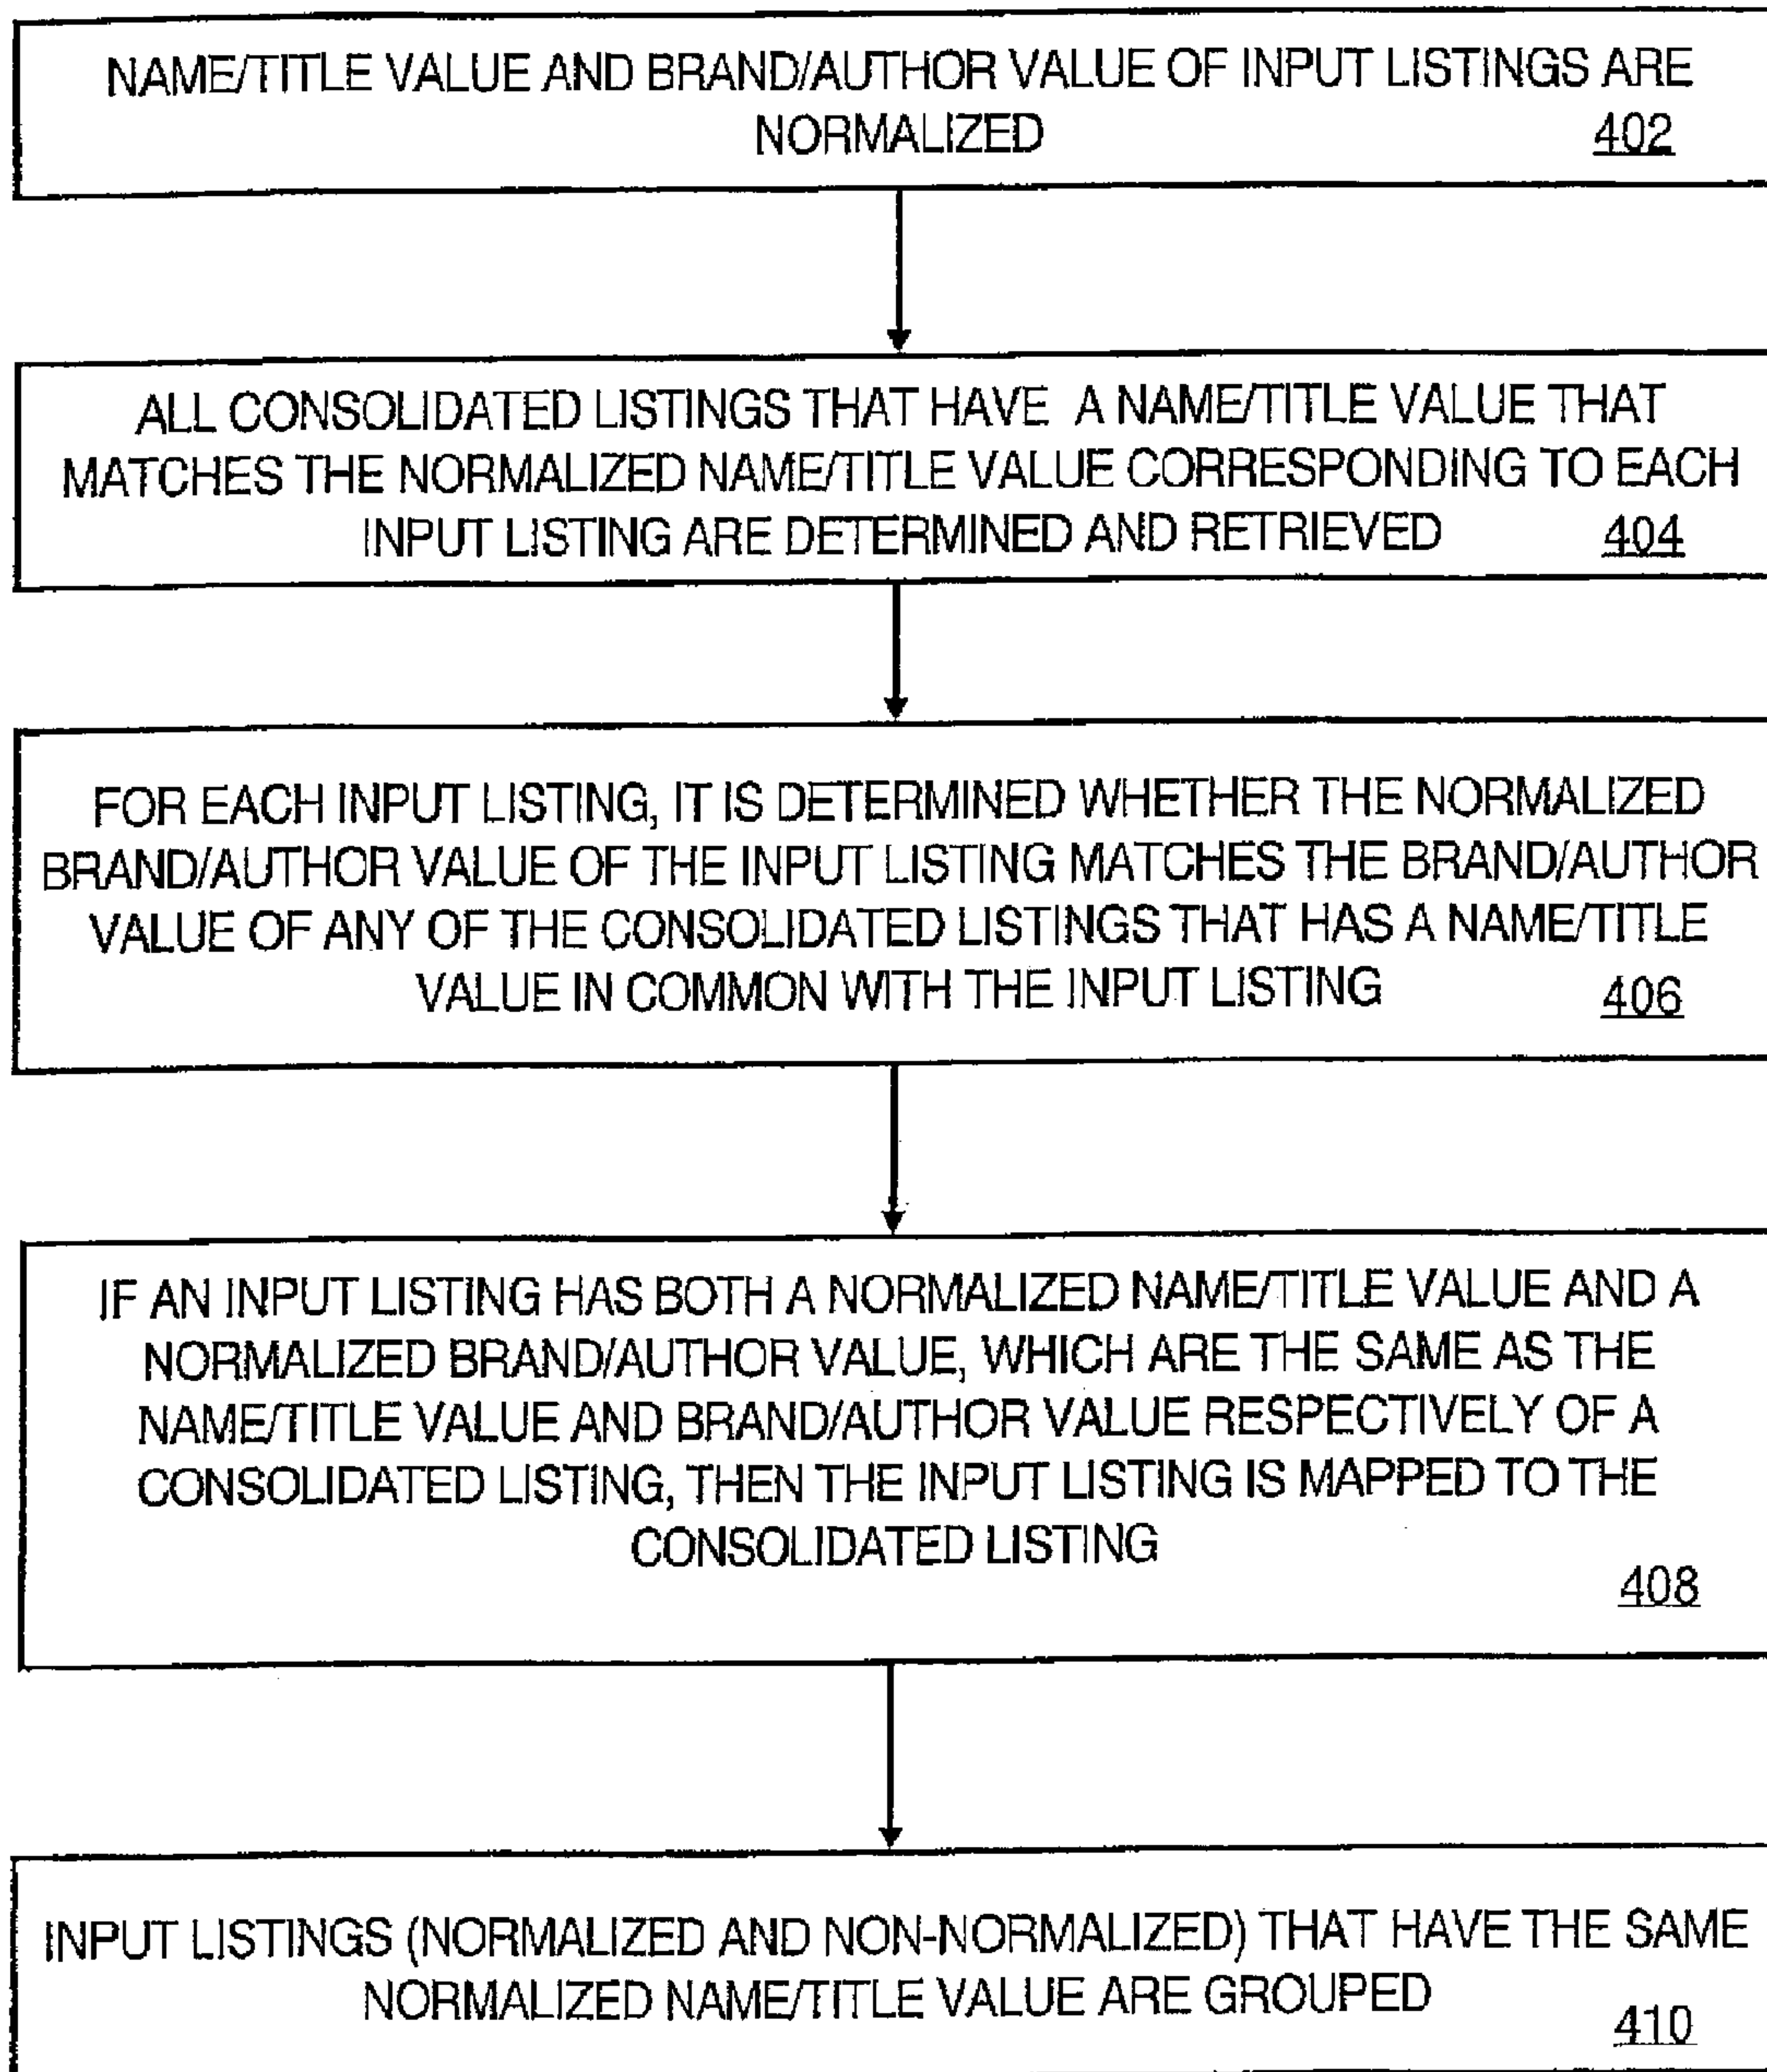 NAME/TITLE VALUE AND BRAND/AUTHOR VALUE OF INPUT LISTINGS ARE
NORMALIZED 402
ALL CONSOLIDATED LISTINGS THAT HAVE A NAME/TITLE VALUE THAT
MATCHES THE NORMALIZED NAME/TITLE VALUE CORRESPONDING TO EACH
INPUT LISTING ARE DETERMINED AND RETRIEVED 404
FOR EACH INPUT LISTING, IT IS DETERMINED WHETHER THE NORMALIZED
BRAND/AUTHOR VALUE OF THE INPUT LISTING MATCHES THE BRAND/AUTHOR
VALUE OF ANY OF THE CONSOLIDATED LISTINGS THAT HAS A NAME/TITLE
VALUE IN COMMON WITH THE INPUT LISTING 406
IF AN INPUT LISTING HAS BOTH A NORMALIZED NAME/TITLE VALUE AND A
NORMALIZED BRAND/AUTHOR VALUE, WHICH ARE THE SAME AS THE
NAME/TITLE VALUE AND BRAND/AUTHOR VALUE RESPECTIVELY OF A
CONSOLIDATED LISTING, THEN THE INPUT LISTING IS MAPPED TO THE
CONSOLIDATED LISTING
408
INPUT LISTINGS (NORMALIZED AND NON-NORMALIZED) THAT HAVE THE SAME
NORMALIZED NAME/TITLE VALUE ARE GROUPED
410